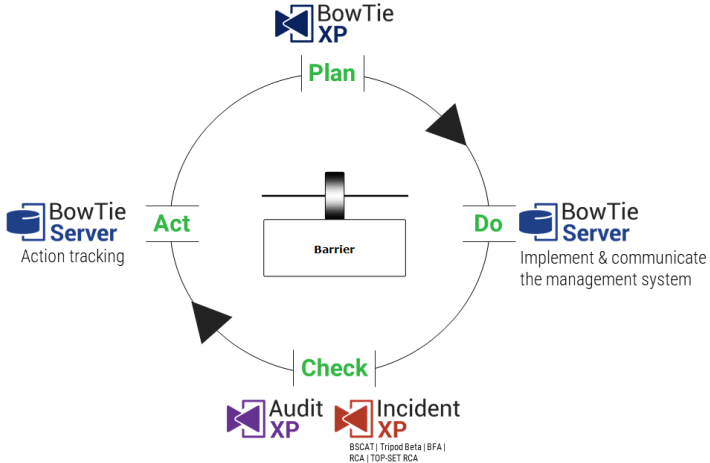 BowTie
XP
Plan
BowTie
Server
Action tracking
Act
Barrier
Do
BowTie
Server
Implement & communicate
the management system
Check
Audit
XP
Incident
XP
BSCAT | Tripod Beta | BFA |
RCA | TOP-SET RCA